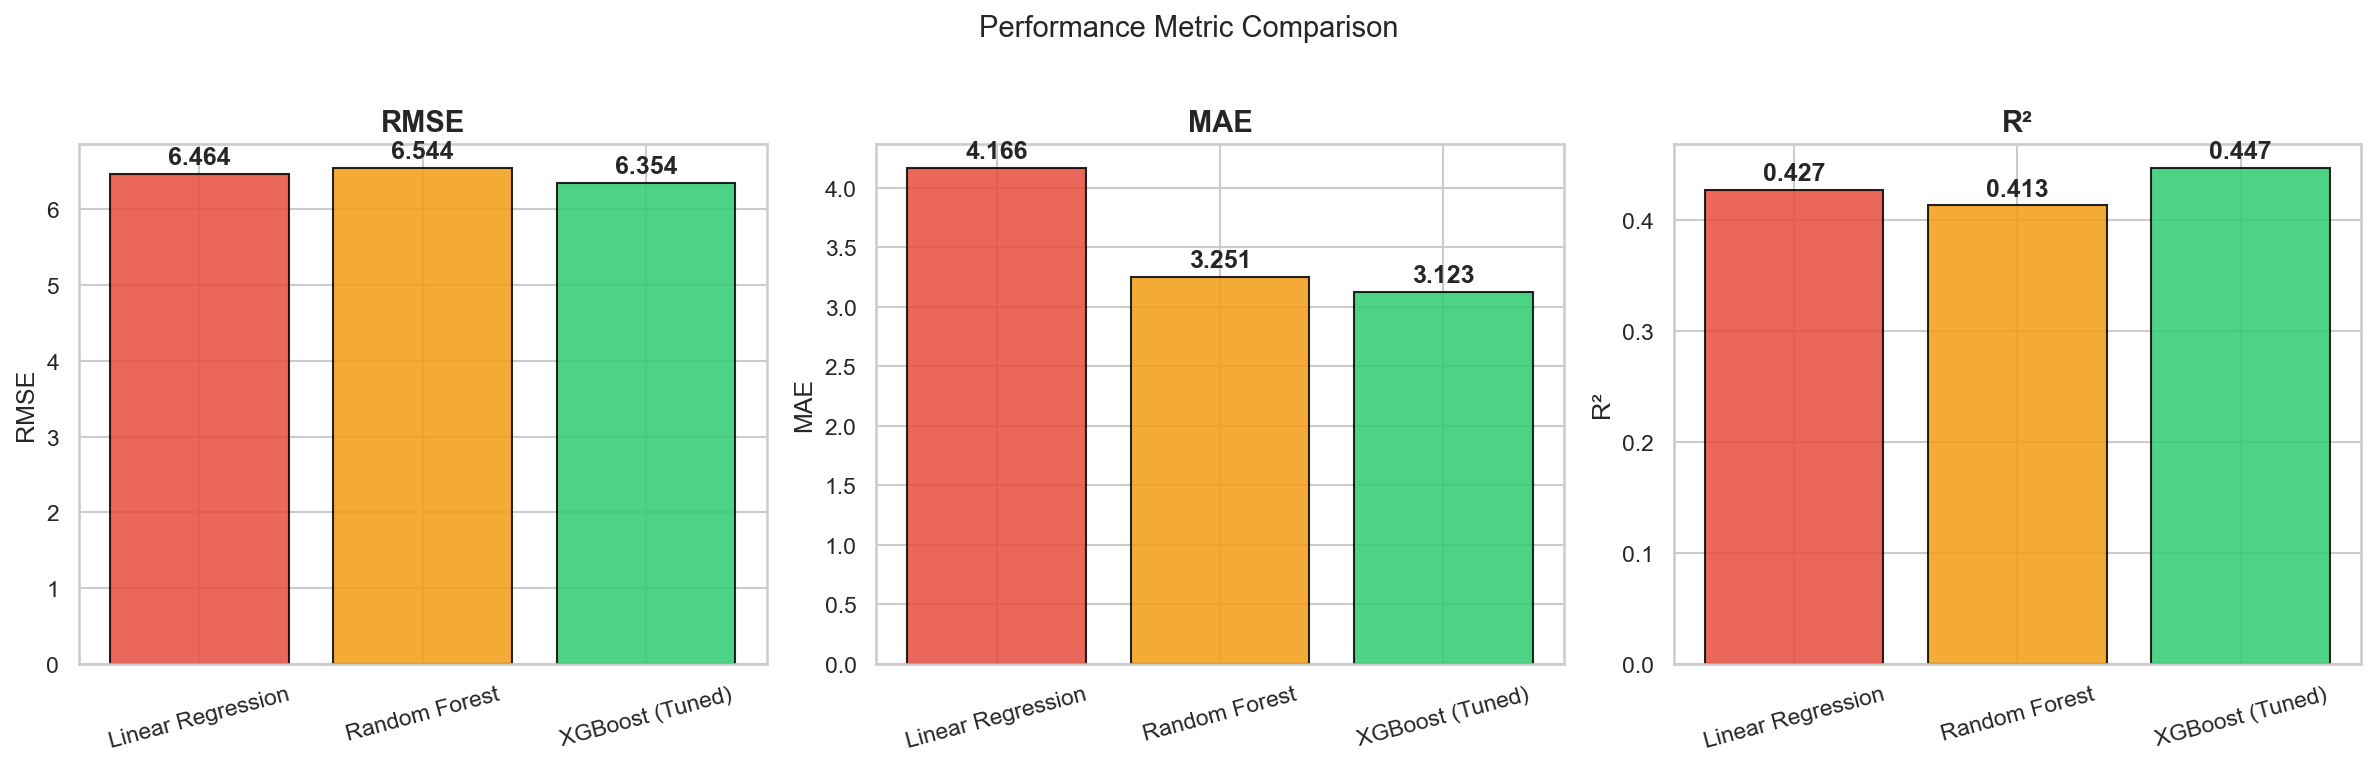 Performance Metric Comparison
RMSE
6.464
6.544
6.354
6
5
4
3
2
1
0
RMSE
Linear Regression
Random Forest
XGBoost (Tuned)
MAE
4.166
3.251
3.123
4.0
3.5
3.0
2.5
2.0
1.5
1.0
0.5
0.0
MAE
Linear Regression
Random Forest
XGBoost (Tuned)
R²
0.427
0.413
0.447
0.4
0.3
0.2
0.1
0.0
R²
Linear Regression
Random Forest
XGBoost (Tuned)